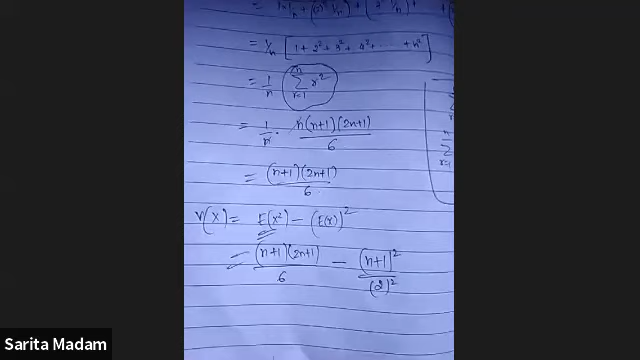 = 1/n [ 1 + 2² + 3² + 4² + ... + n² ]
= 1/n Σ r² n r=1
= 1/n · n(n+1)(2n+1)/6
= (n+1)(2n+1)/6
V(X) = E(X²) - (E(X))²
= (n+1)(2n+1)/6 - (n+1)²/(2)²
Sarita Madam